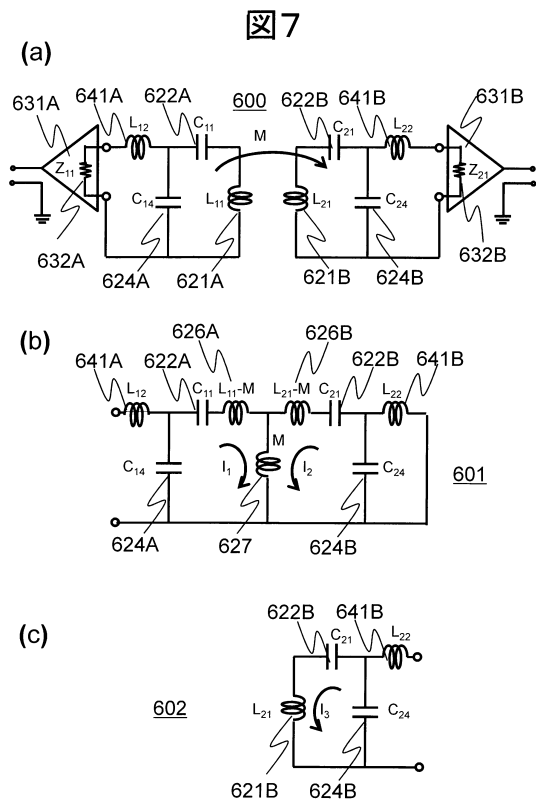 図7
(a)
641A 622A 600 622B 641B
631A 631B
L12 C11 M C21 L22
Z11 Z21
C14 L11 L21 C24
632A 632B
624A 621A 621B 624B
(b)
626A 626B
641A 622A 622B 641B
L12 C11 L11-M L21-M C21 L22
M
C14 I1 I2 C24
601
624A 627 624B
(c)
622B 641B
C21 L22
602 L21 I3 C24
621B 624B